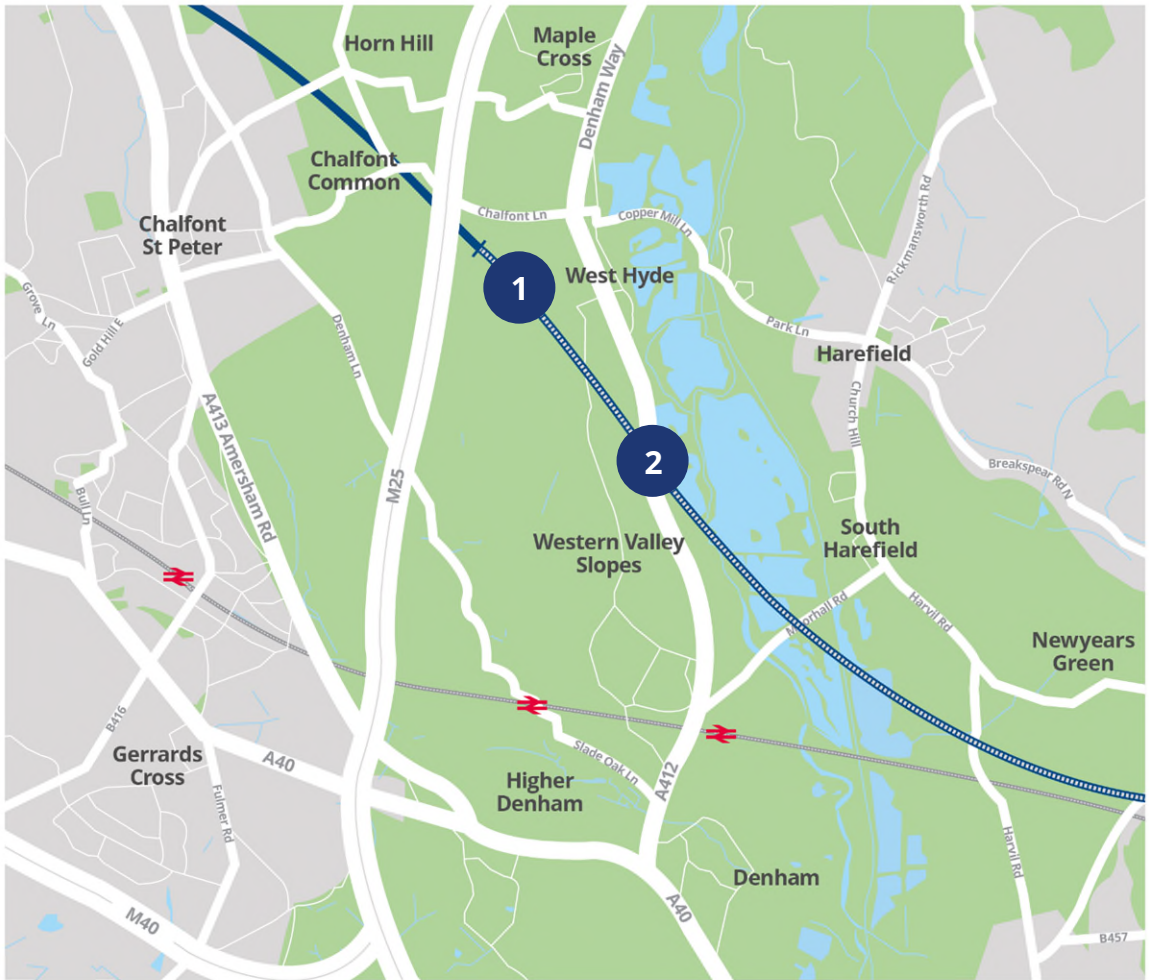 Horn Hill
Maple
Cross
Denham Way
Chalfont
Common
Chalfont Ln
Copper Mill Ln
Rickmansworth Rd
Chalfont
St Peter
1
West Hyde
Grove Ln
Gold Hill E
Denham Ln
Park Ln
Harefield
A413 Amersham Rd
Church Hill
2
M25
Breakspear Rd N
Bull Ln
Western Valley
Slopes
South
Harefield
Moorhall Rd
Harvil Rd
Newyears
Green
B416
Gerrards
Cross
A40
Slade Oak Ln
A412
Higher
Denham
Fulmer Rd
Harvil Rd
Denham
A40
M40
B457